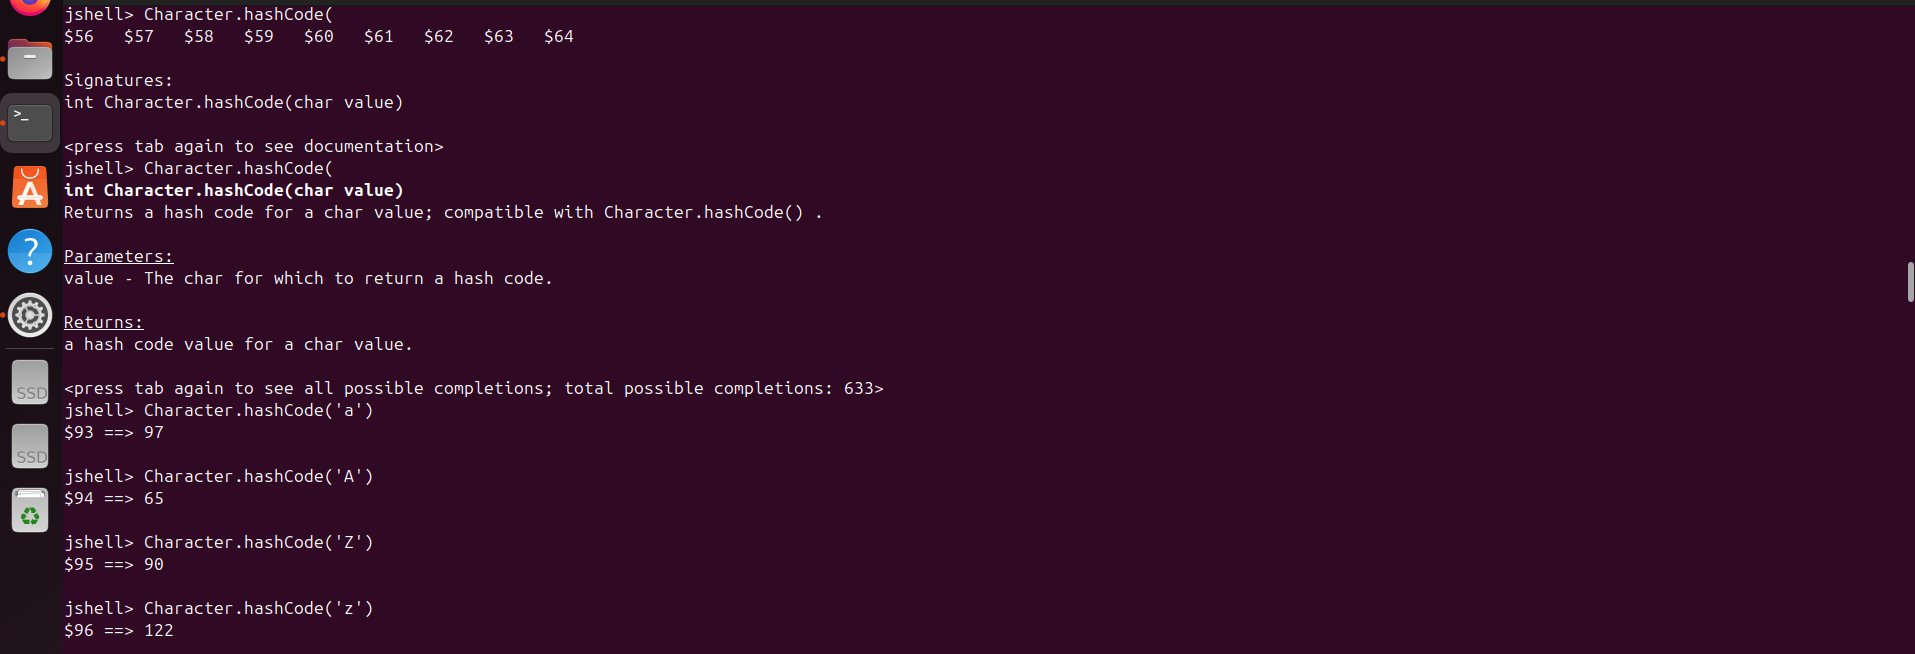 jshell> Character.hashCode(
$56   $57   $58   $59   $60   $61   $62   $63   $64
Signatures:
int Character.hashCode(char value)
<press tab again to see documentation>
jshell> Character.hashCode(
int Character.hashCode(char value)
Returns a hash code for a char value; compatible with Character.hashCode() .
Parameters:
value - The char for which to return a hash code.
Returns:
a hash code value for a char value.
<press tab again to see all possible completions; total possible completions: 633>
jshell> Character.hashCode('a')
$93 ==> 97
jshell> Character.hashCode('A')
$94 ==> 65
jshell> Character.hashCode('Z')
$95 ==> 90
jshell> Character.hashCode('z')
$96 ==> 122
>_
A
?
SSD
SSD